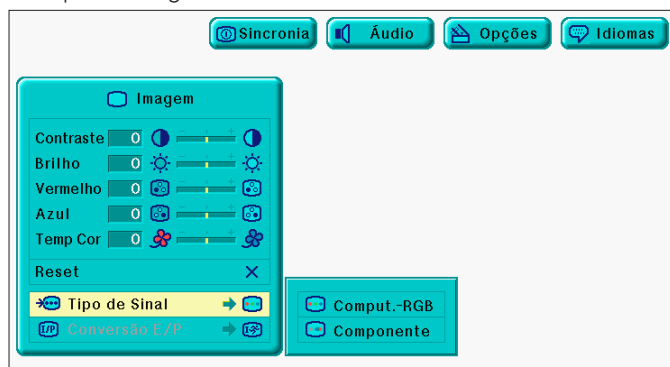 Sincronia
Áudio
Opções
Idiomas
Imagem
Contraste 0
Brilho 0
Vermelho 0
Azul 0
Temp Cor 0
Reset
Tipo de Sinal
Comput.-RGB
I/P Conversão E/P
Componente